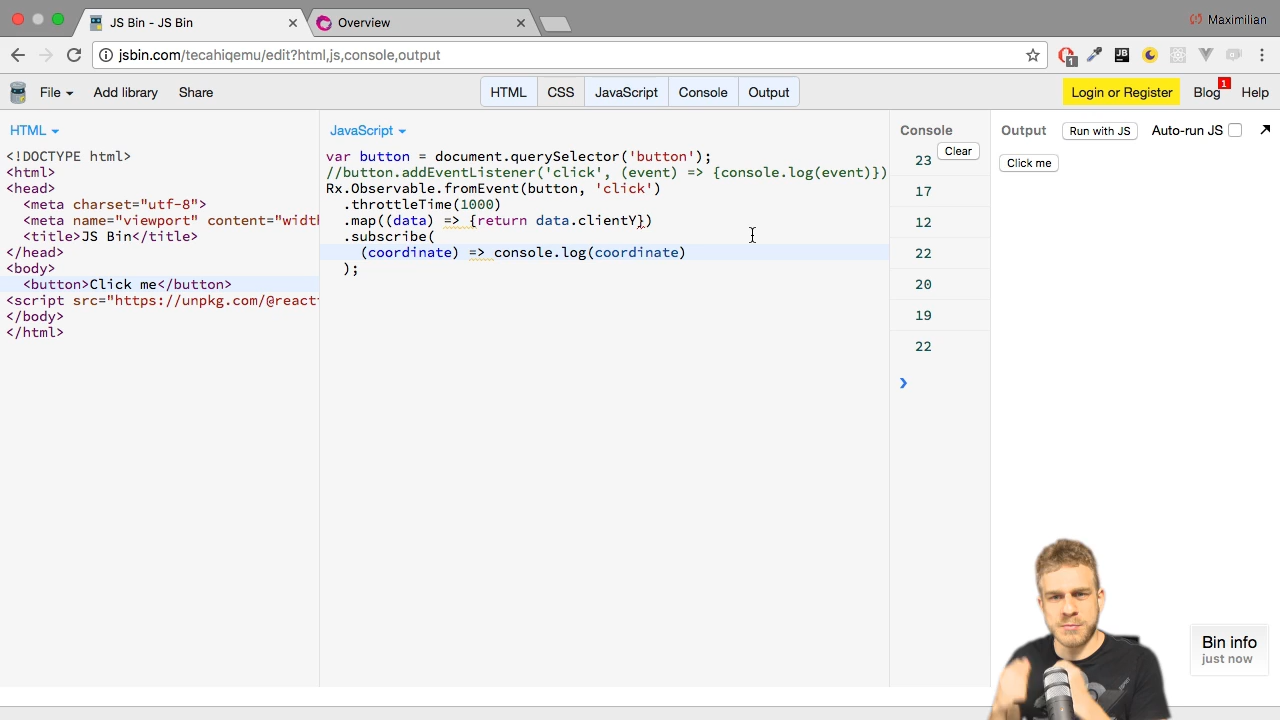 JS Bin - JS Bin
Overview
Maximilian
jsbin.com/tecahiqemu/edit?html,js,console,output
1
JB
File
Add library
Share
HTML
CSS
JavaScript
Console
Output
Login or Register
Blog
1
Help
HTML
<!DOCTYPE html>
<html>
<head>
<meta charset="utf-8">
<meta name="viewport" content="width
<title>JS Bin</title>
</head>
<body>
<button>Click me</button>
<script src="https://unpkg.com/@react
</body>
</html>
JavaScript
var button = document.querySelector('button');
//button.addEventListener('click', (event) => {console.log(event)})
Rx.Observable.fromEvent(button, 'click')
.throttleTime(1000)
.map((data) => {return data.clientY})
.subscribe(
(coordinate) => console.log(coordinate)
);
Console
Clear
23
17
12
22
20
19
22
Output
Run with JS
Auto-run JS
Click me
Bin info
just now